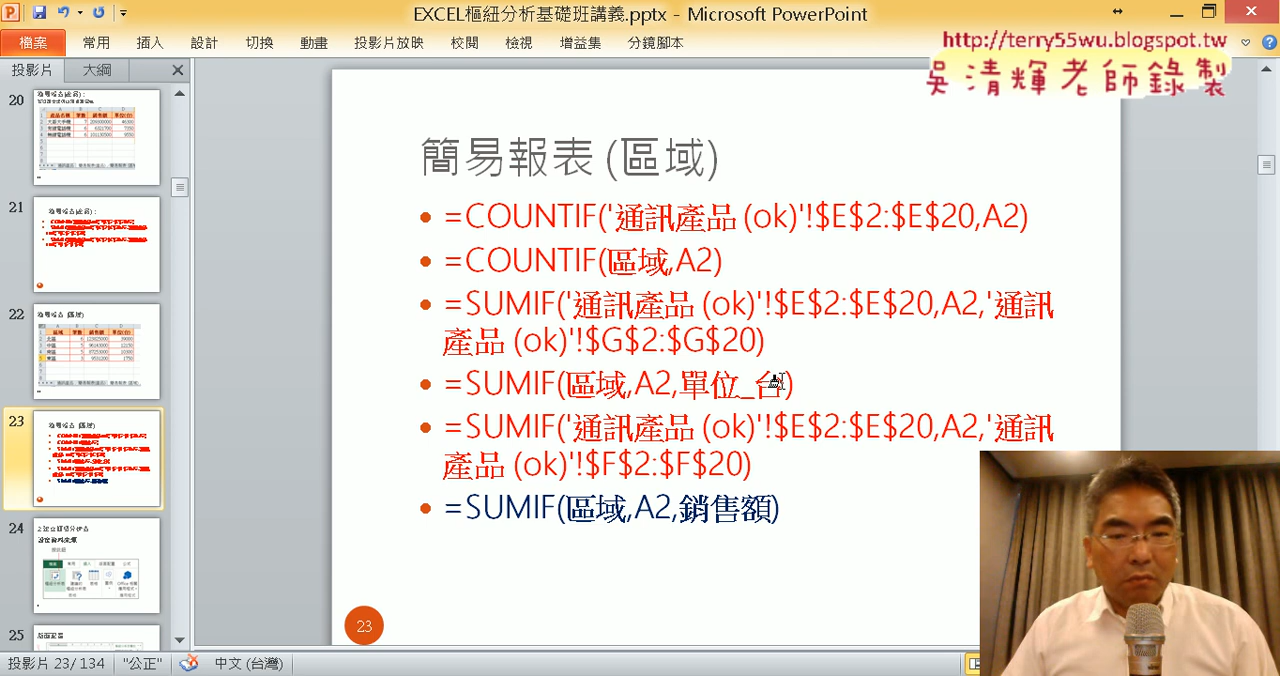 EXCEL樞紐分析基礎班講義.pptx - Microsoft PowerPoint
檔案 常用 插入 設計 切換 動畫 投影片放映 校閱 檢視 增益集 分鏡腳本
http://terry55wu.blogspot.tw
吳清輝老師錄製
投影片 大綱
20
21
22
23
24
25
簡易報表 (區域)
=COUNTIF('通訊產品 (ok)'!$E$2:$E$20,A2)
=COUNTIF(區域,A2)
=SUMIF('通訊產品 (ok)'!$E$2:$E$20,A2,'通訊
產品 (ok)'!$G$2:$G$20)
=SUMIF(區域,A2,單位_台)
=SUMIF('通訊產品 (ok)'!$E$2:$E$20,A2,'通訊
產品 (ok)'!$F$2:$F$20)
=SUMIF(區域,A2,銷售額)
23
投影片 23/ 134 "公正" 中文 (台灣)